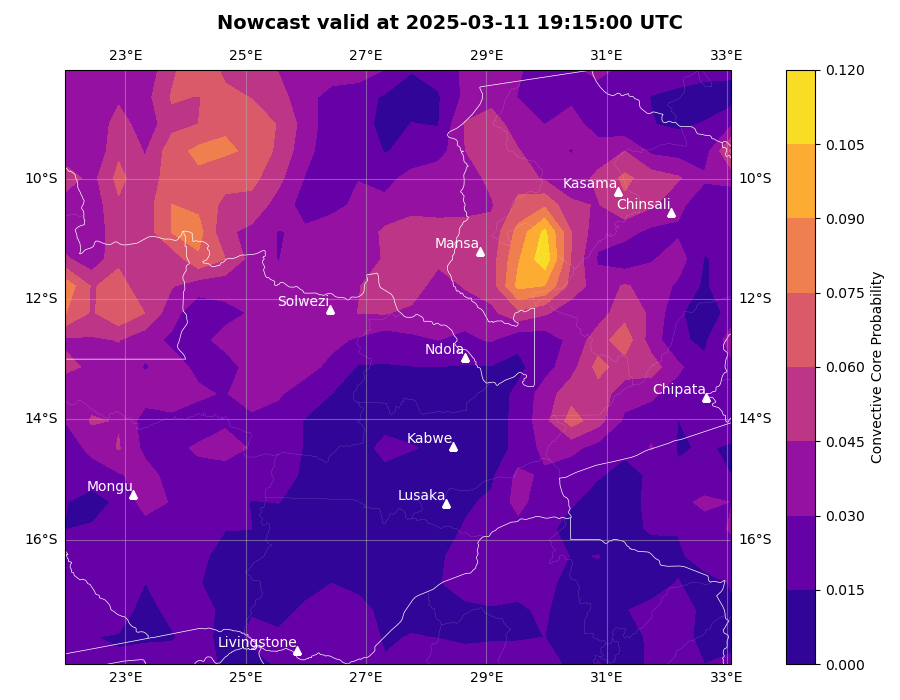 Nowcast valid at 2025-03-11 19:15:00 UTC
23°E 25°E 27°E 29°E 31°E 33°E
0.120
0.105
10°S Kasama 10°S
Chinsali
0.090
Mansa
0.075
12°S Solwezi 12°S
Ndola
0.060
Chipata
14°S 14°S
Kabwe
0.045
Mongu Lusaka
0.030
16°S 16°S
0.015
Livingstone
0.000
23°E 25°E 27°E 29°E 31°E 33°E
Convective Core Probability